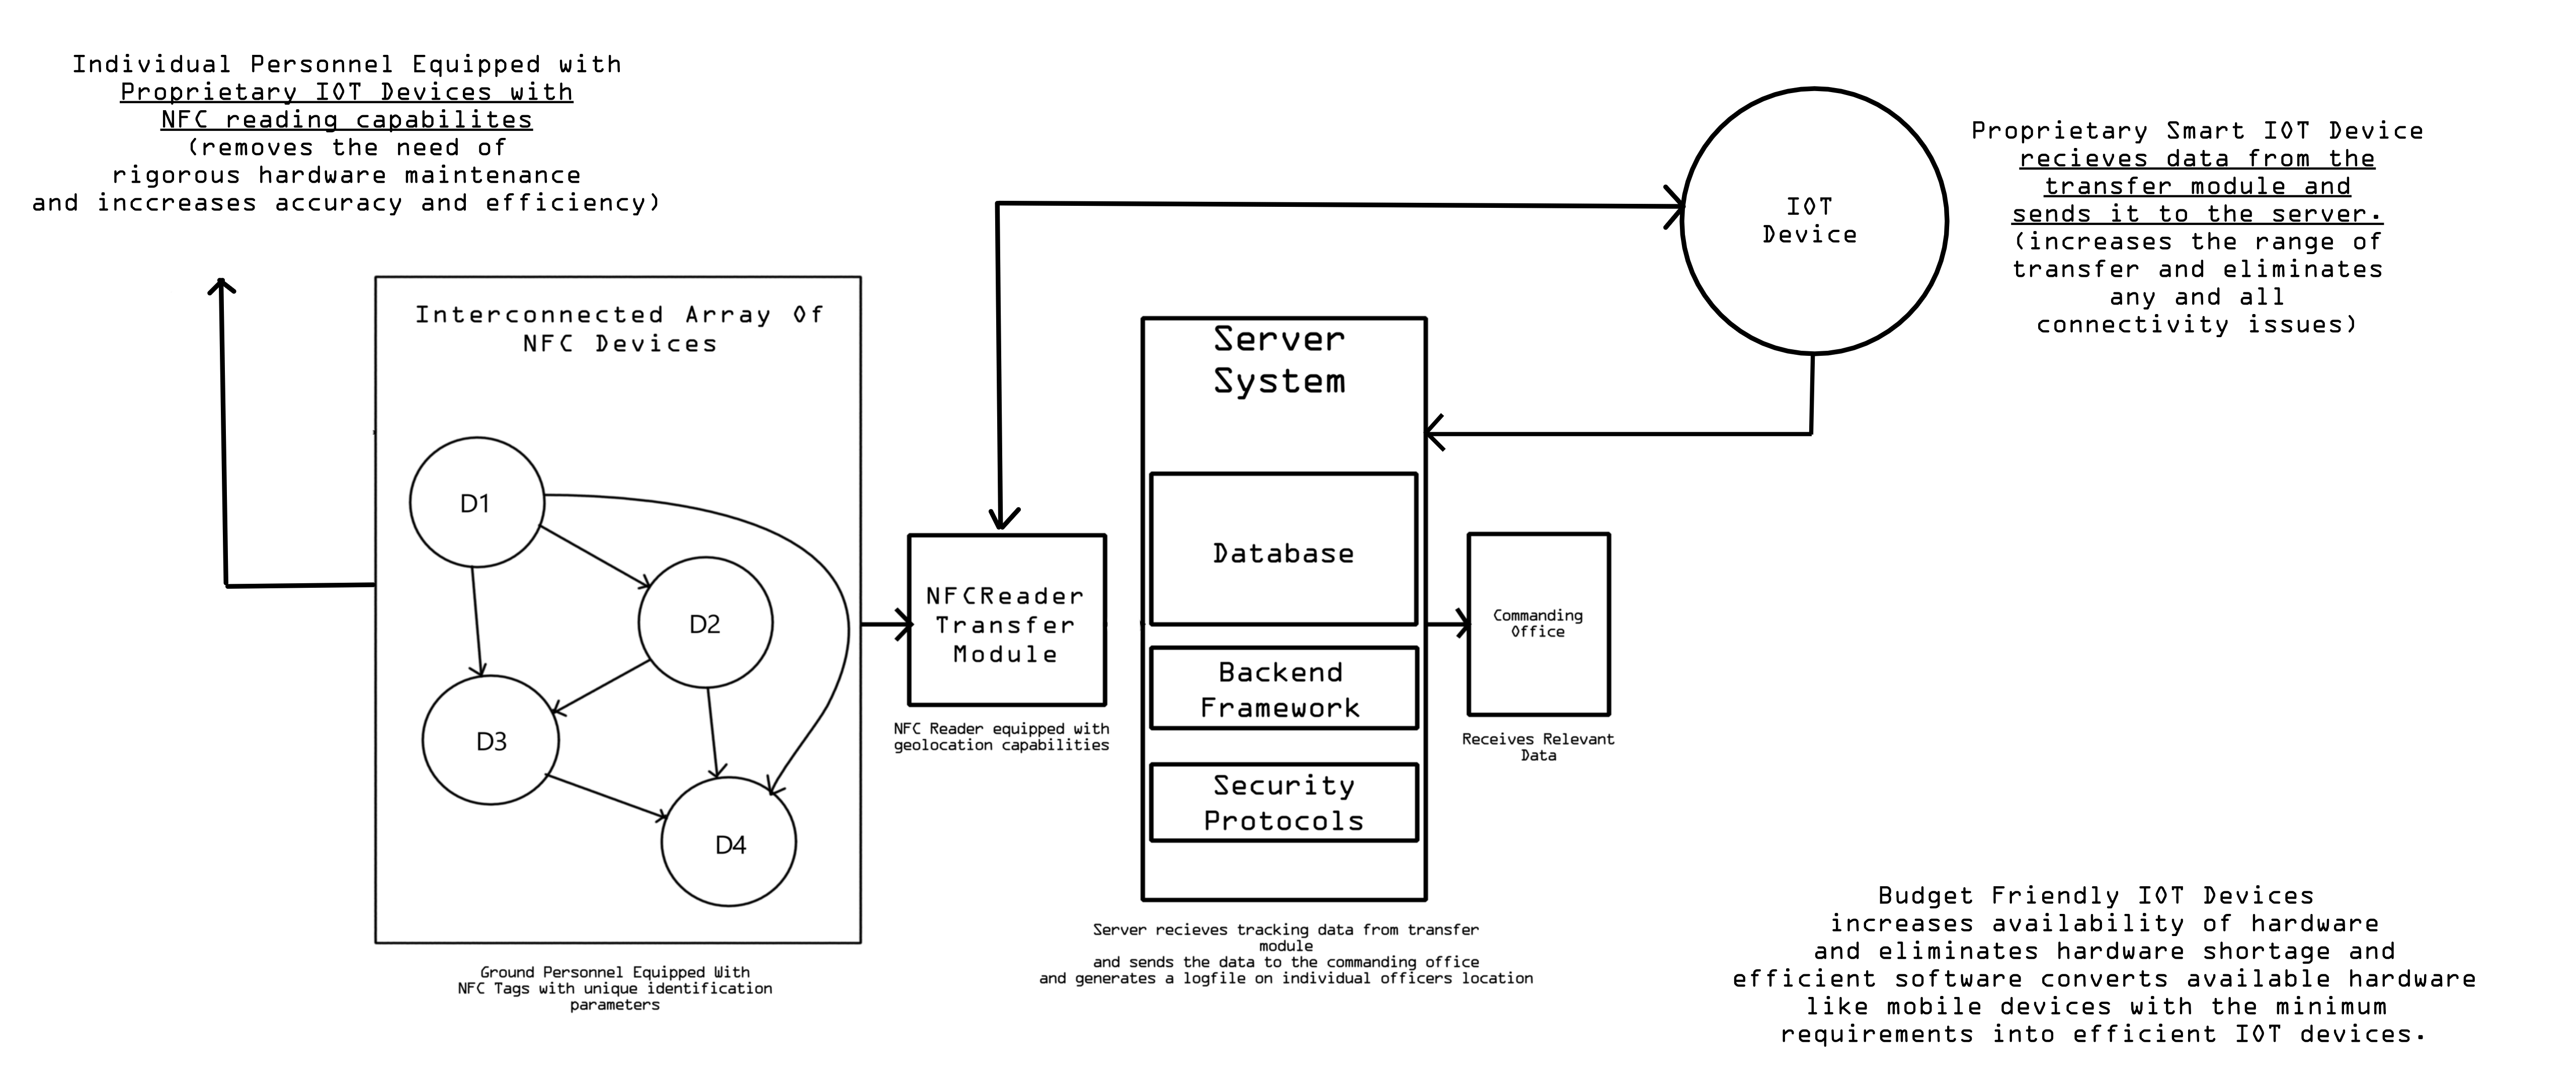 Individual Personnel Equipped with
Proprietary IOT Devices with
NFC reading capabilites
(removes the need of
rigorous hardware maintenance
and inccreases accuracy and efficiency)
Interconnected Array Of
NFC Devices
D1
D2
D3
D4
Ground Personnel Equipped With
NFC Tags with unique identification
parameters
NFCReader
Transfer
Module
NFC Reader equipped with
geolocation capabilities
Server
System
Database
Backend
Framework
Security
Protocols
Server recieves tracking data from transfer
module
and sends the data to the commanding office
and generates a logfile on individual officers location
Commanding
Office
Receives Relevant
Data
IOT
Device
Proprietary Smart IOT Device
recieves data from the
transfer module and
sends it to the server.
(increases the range of
transfer and eliminates
any and all
connectivity issues)
Budget Friendly IOT Devices
increases availability of hardware
and eliminates hardware shortage and
efficient software converts available hardware
like mobile devices with the minimum
requirements into efficient IOT devices.